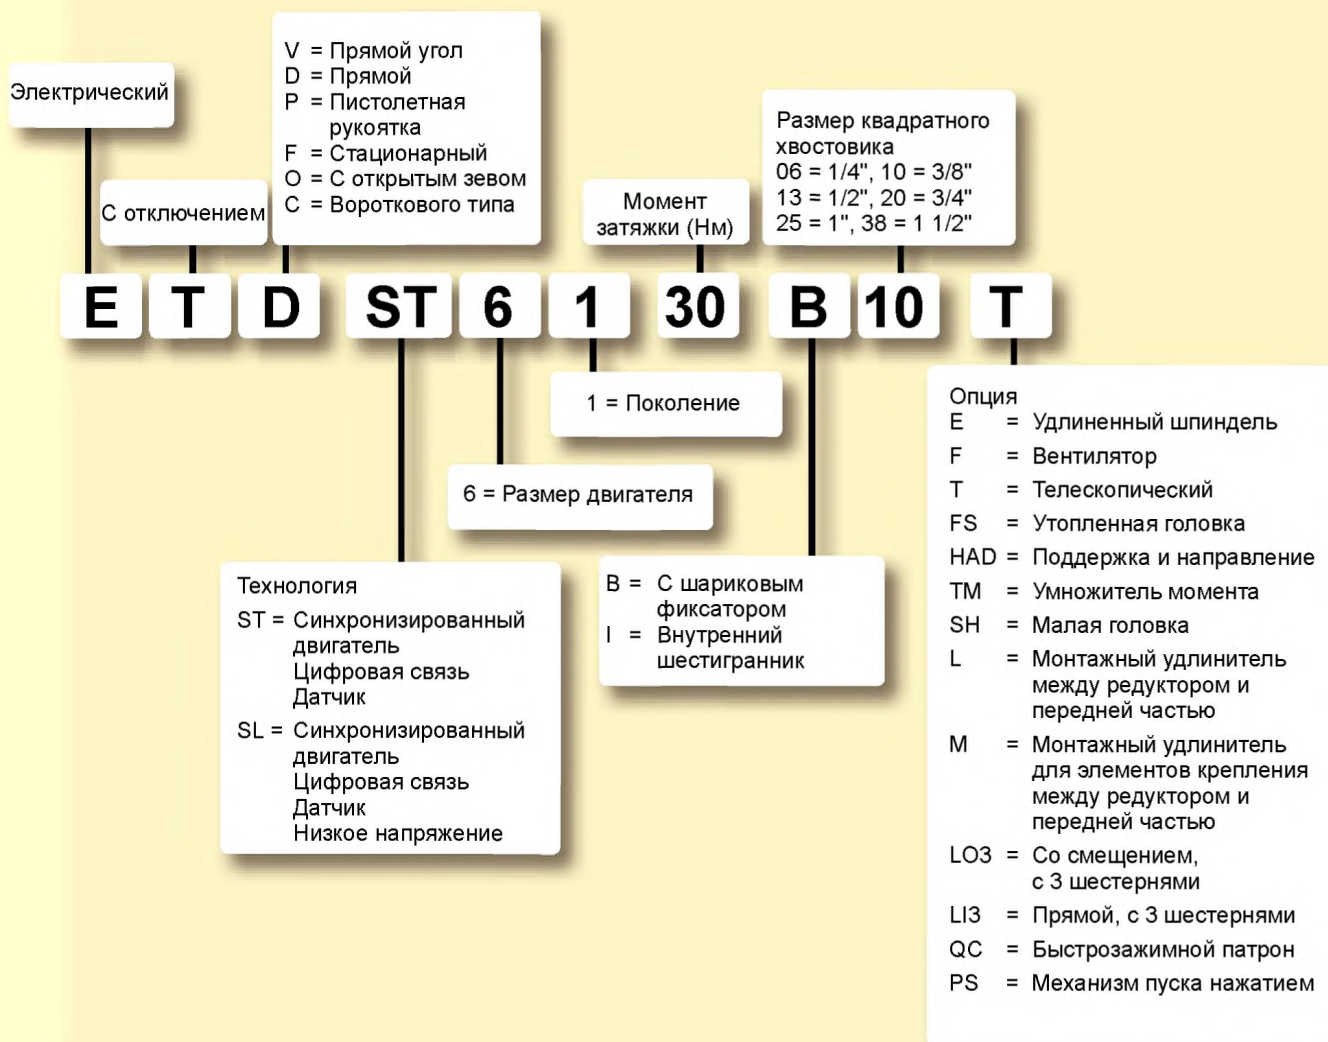 Электрический
С отключением
V = Прямой угол
D = Прямой
P = Пистолетная
рукоятка
F = Стационарный
O = С открытым зевом
C = Вороткового типа
Момент
затяжки (Нм)
Размер квадратного
хвостовика
06 = 1/4", 10 = 3/8"
13 = 1/2", 20 = 3/4"
25 = 1", 38 = 1 1/2"
E T D ST 6 1 30 B 10 T
1 = Поколение
6 = Размер двигателя
Технология
ST = Синхронизированный
двигатель
Цифровая связь
Датчик
SL = Синхронизированный
двигатель
Цифровая связь
Датчик
Низкое напряжение
B = С шариковым
фиксатором
I = Внутренний
шестигранник
Опция
E = Удлиненный шпиндель
F = Вентилятор
T = Телескопический
FS = Утопленная головка
HAD = Поддержка и направление
TM = Умножитель момента
SH = Малая головка
L = Монтажный удлинитель
между редуктором и
передней частью
M = Монтажный удлинитель
для элементов крепления
между редуктором и
передней частью
LO3 = Со смещением,
с 3 шестернями
LI3 = Прямой, с 3 шестернями
QC = Быстрозажимной патрон
PS = Механизм пуска нажатием